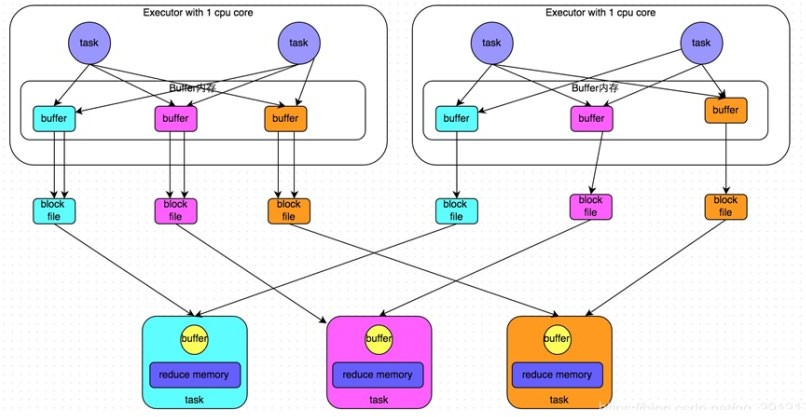 Executor with 1 cpu core
Executor with 1 cpu core
task
task
task
task
Buffer内存
Buffer内存
buffer
buffer
buffer
buffer
buffer
buffer
block
file
block
file
block
file
block
file
block
file
block
file
buffer
buffer
buffer
reduce memory
reduce memory
reduce memory
task
task
task